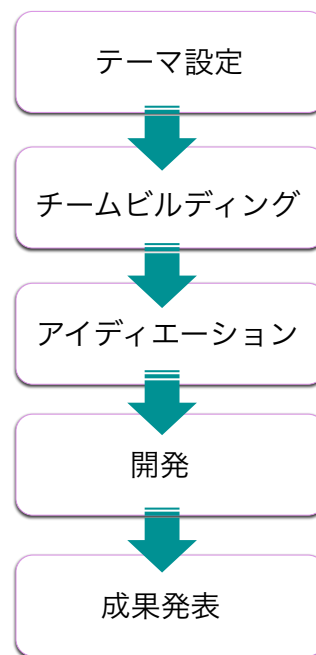 テーマ設定
チームビルディング
アイディエーション
開発
成果発表